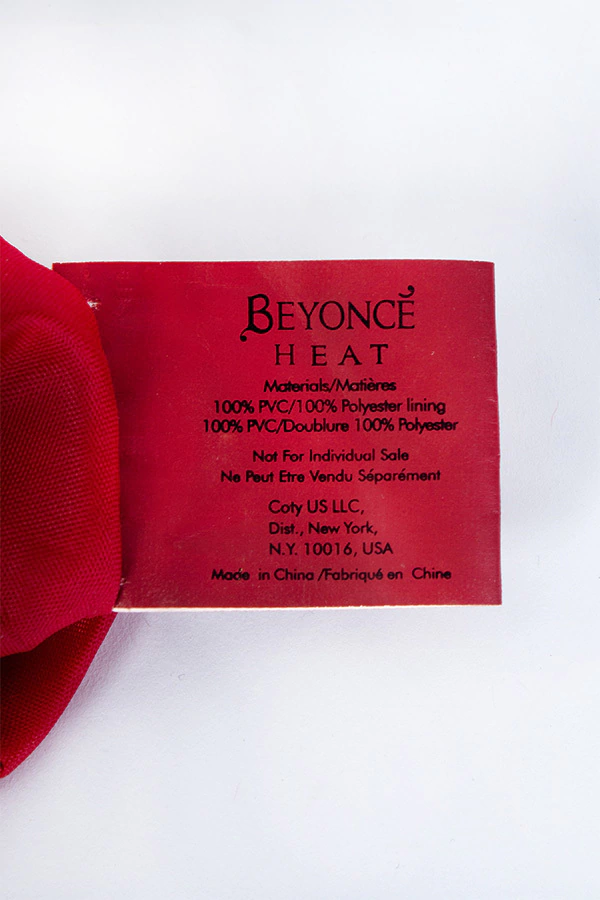 BEYONCĔ
HEAT
Materials/Matières
100% PVC/100% Polyester lining
100% PVC/Doublure 100% Polyester
Not For Individual Sale
Ne Peut Etre Vendu Séparément
Coty US LLC,
Dist., New York,
N.Y. 10016, USA
Made in China /Fabriqué en Chine